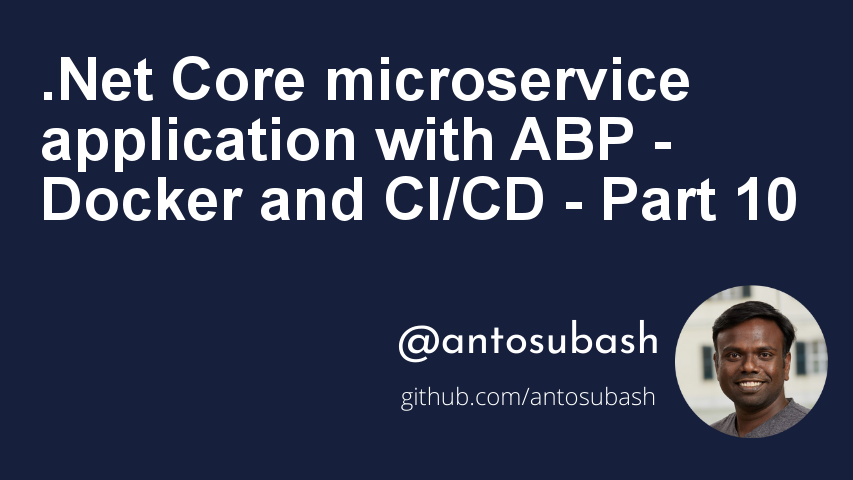 .Net Core microservice
application with ABP -
Docker and CI/CD - Part 10
@antosubash
github.com/antosubash